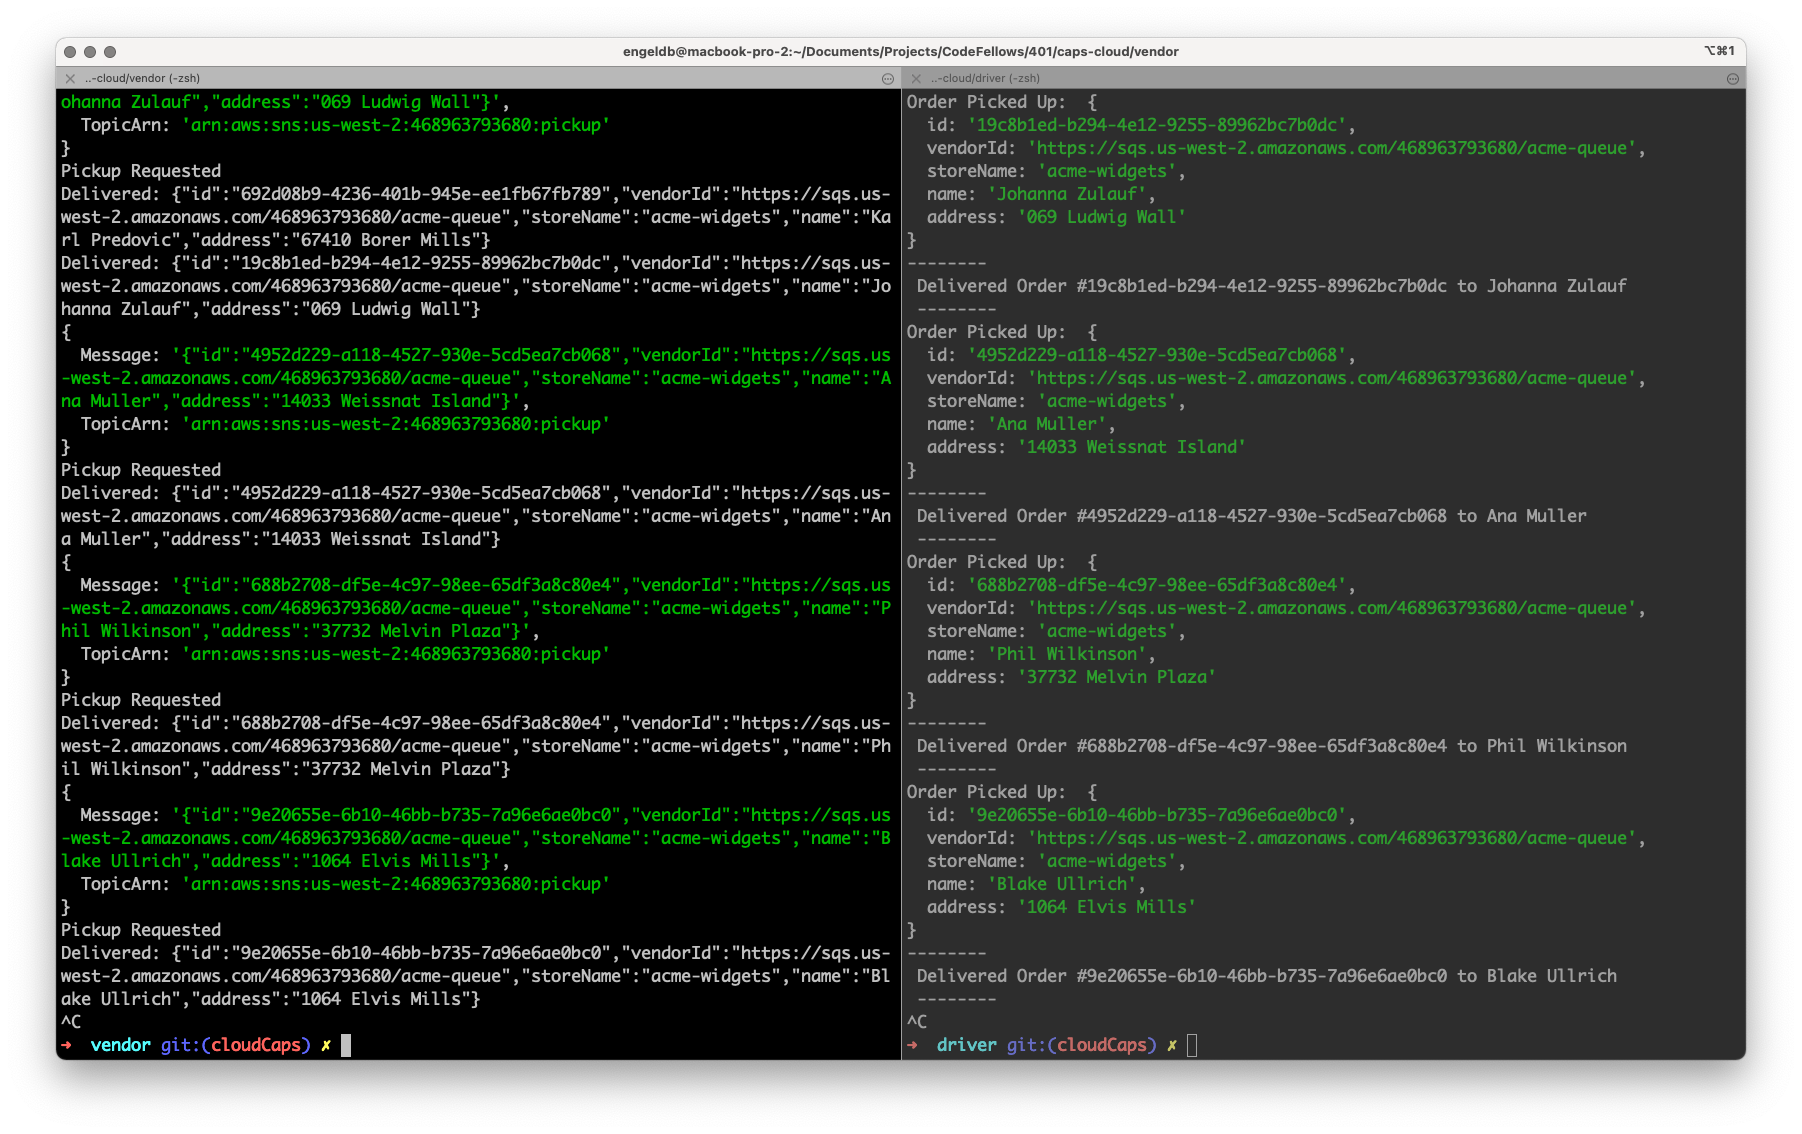 engeldb@macbook-pro-2:~/Documents/Projects/CodeFellows/401/caps-cloud/vendor
⌥⌘1
..-cloud/vendor (-zsh)
ohanna Zulauf","address":"069 Ludwig Wall"}',
  TopicArn: 'arn:aws:sns:us-west-2:468963793680:pickup'
}
Pickup Requested
Delivered: {"id":"692d08b9-4236-401b-945e-ee1fb67fb789","vendorId":"https://sqs.us-
west-2.amazonaws.com/468963793680/acme-queue","storeName":"acme-widgets","name":"Ka
rl Predovic","address":"67410 Borer Mills"}
Delivered: {"id":"19c8b1ed-b294-4e12-9255-89962bc7b0dc","vendorId":"https://sqs.us-
west-2.amazonaws.com/468963793680/acme-queue","storeName":"acme-widgets","name":"Jo
hanna Zulauf","address":"069 Ludwig Wall"}
{
  Message: '{"id":"4952d229-a118-4527-930e-5cd5ea7cb068","vendorId":"https://sqs.us
-west-2.amazonaws.com/468963793680/acme-queue","storeName":"acme-widgets","name":"A
na Muller","address":"14033 Weissnat Island"}',
  TopicArn: 'arn:aws:sns:us-west-2:468963793680:pickup'
}
Pickup Requested
Delivered: {"id":"4952d229-a118-4527-930e-5cd5ea7cb068","vendorId":"https://sqs.us-
west-2.amazonaws.com/468963793680/acme-queue","storeName":"acme-widgets","name":"An
a Muller","address":"14033 Weissnat Island"}
{
  Message: '{"id":"688b2708-df5e-4c97-98ee-65df3a8c80e4","vendorId":"https://sqs.us
-west-2.amazonaws.com/468963793680/acme-queue","storeName":"acme-widgets","name":"P
hil Wilkinson","address":"37732 Melvin Plaza"}',
  TopicArn: 'arn:aws:sns:us-west-2:468963793680:pickup'
}
Pickup Requested
Delivered: {"id":"688b2708-df5e-4c97-98ee-65df3a8c80e4","vendorId":"https://sqs.us-
west-2.amazonaws.com/468963793680/acme-queue","storeName":"acme-widgets","name":"Ph
il Wilkinson","address":"37732 Melvin Plaza"}
{
  Message: '{"id":"9e20655e-6b10-46bb-b735-7a96e6ae0bc0","vendorId":"https://sqs.us
-west-2.amazonaws.com/468963793680/acme-queue","storeName":"acme-widgets","name":"B
lake Ullrich","address":"1064 Elvis Mills"}',
  TopicArn: 'arn:aws:sns:us-west-2:468963793680:pickup'
}
Pickup Requested
Delivered: {"id":"9e20655e-6b10-46bb-b735-7a96e6ae0bc0","vendorId":"https://sqs.us-
west-2.amazonaws.com/468963793680/acme-queue","storeName":"acme-widgets","name":"Bl
ake Ullrich","address":"1064 Elvis Mills"}
^C
➜  vendor git:(cloudCaps) ✗
..-cloud/driver (-zsh)
Order Picked Up:  {
  id: '19c8b1ed-b294-4e12-9255-89962bc7b0dc',
  vendorId: 'https://sqs.us-west-2.amazonaws.com/468963793680/acme-queue',
  storeName: 'acme-widgets',
  name: 'Johanna Zulauf',
  address: '069 Ludwig Wall'
}
--------
 Delivered Order #19c8b1ed-b294-4e12-9255-89962bc7b0dc to Johanna Zulauf
 --------
Order Picked Up:  {
  id: '4952d229-a118-4527-930e-5cd5ea7cb068',
  vendorId: 'https://sqs.us-west-2.amazonaws.com/468963793680/acme-queue',
  storeName: 'acme-widgets',
  name: 'Ana Muller',
  address: '14033 Weissnat Island'
}
--------
 Delivered Order #4952d229-a118-4527-930e-5cd5ea7cb068 to Ana Muller
 --------
Order Picked Up:  {
  id: '688b2708-df5e-4c97-98ee-65df3a8c80e4',
  vendorId: 'https://sqs.us-west-2.amazonaws.com/468963793680/acme-queue',
  storeName: 'acme-widgets',
  name: 'Phil Wilkinson',
  address: '37732 Melvin Plaza'
}
--------
 Delivered Order #688b2708-df5e-4c97-98ee-65df3a8c80e4 to Phil Wilkinson
 --------
Order Picked Up:  {
  id: '9e20655e-6b10-46bb-b735-7a96e6ae0bc0',
  vendorId: 'https://sqs.us-west-2.amazonaws.com/468963793680/acme-queue',
  storeName: 'acme-widgets',
  name: 'Blake Ullrich',
  address: '1064 Elvis Mills'
}
--------
 Delivered Order #9e20655e-6b10-46bb-b735-7a96e6ae0bc0 to Blake Ullrich
 --------
^C
➜  driver git:(cloudCaps) ✗